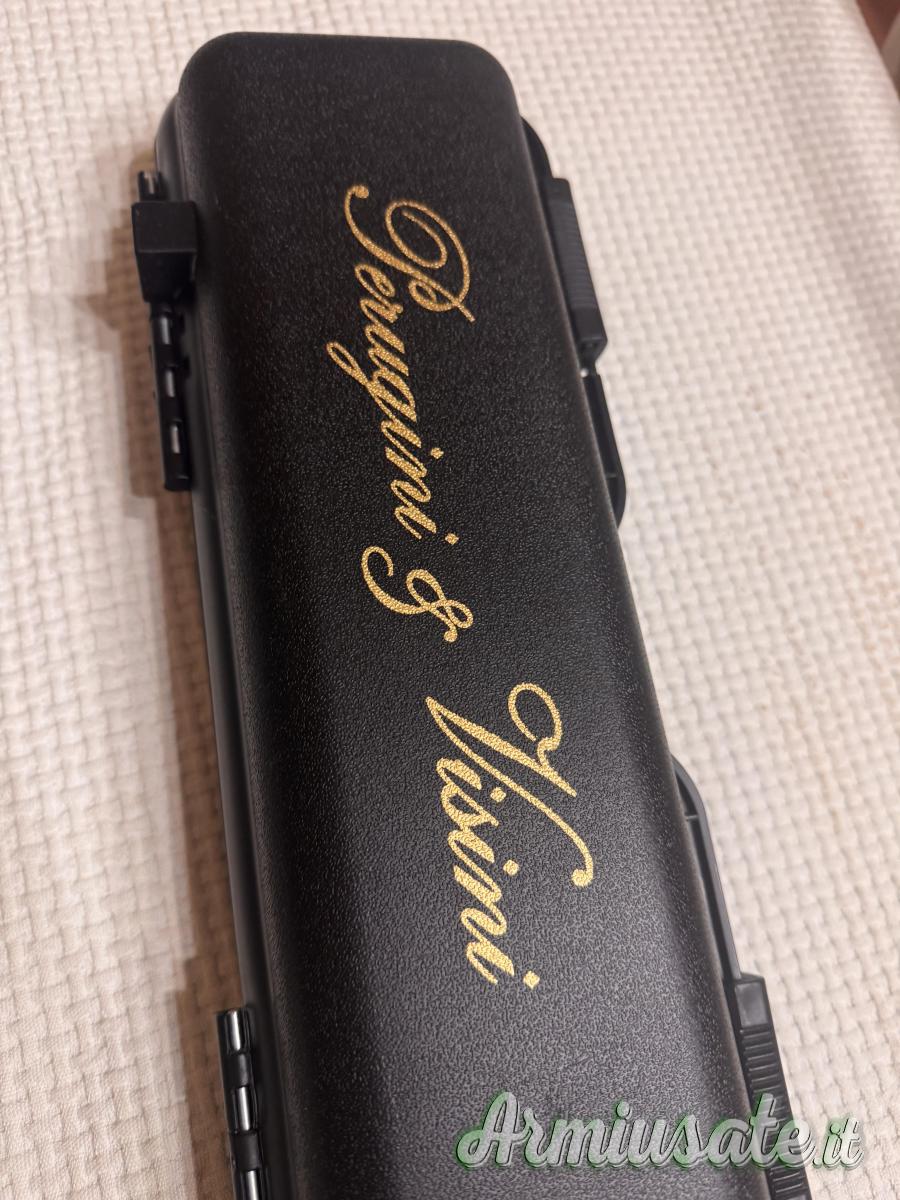 Perugini & Visini
Armiusate.it